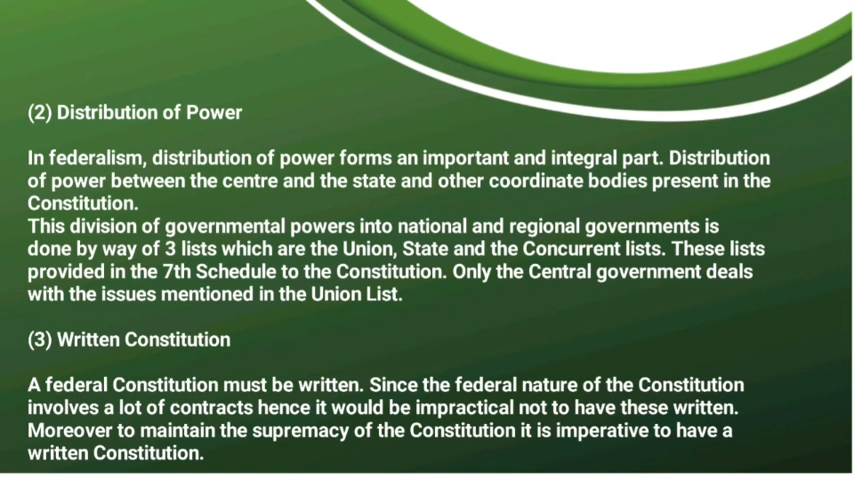 (2) Distribution of Power
In federalism, distribution of power forms an important and integral part. Distribution
of power between the centre and the state and other coordinate bodies present in the
Constitution.
This division of governmental powers into national and regional governments is
done by way of 3 lists which are the Union, State and the Concurrent lists. These lists
provided in the 7th Schedule to the Constitution. Only the Central government deals
with the issues mentioned in the Union List.
(3) Written Constitution
A federal Constitution must be written. Since the federal nature of the Constitution
involves a lot of contracts hence it would be impractical not to have these written.
Moreover to maintain the supremacy of the Constitution it is imperative to have a
written Constitution.